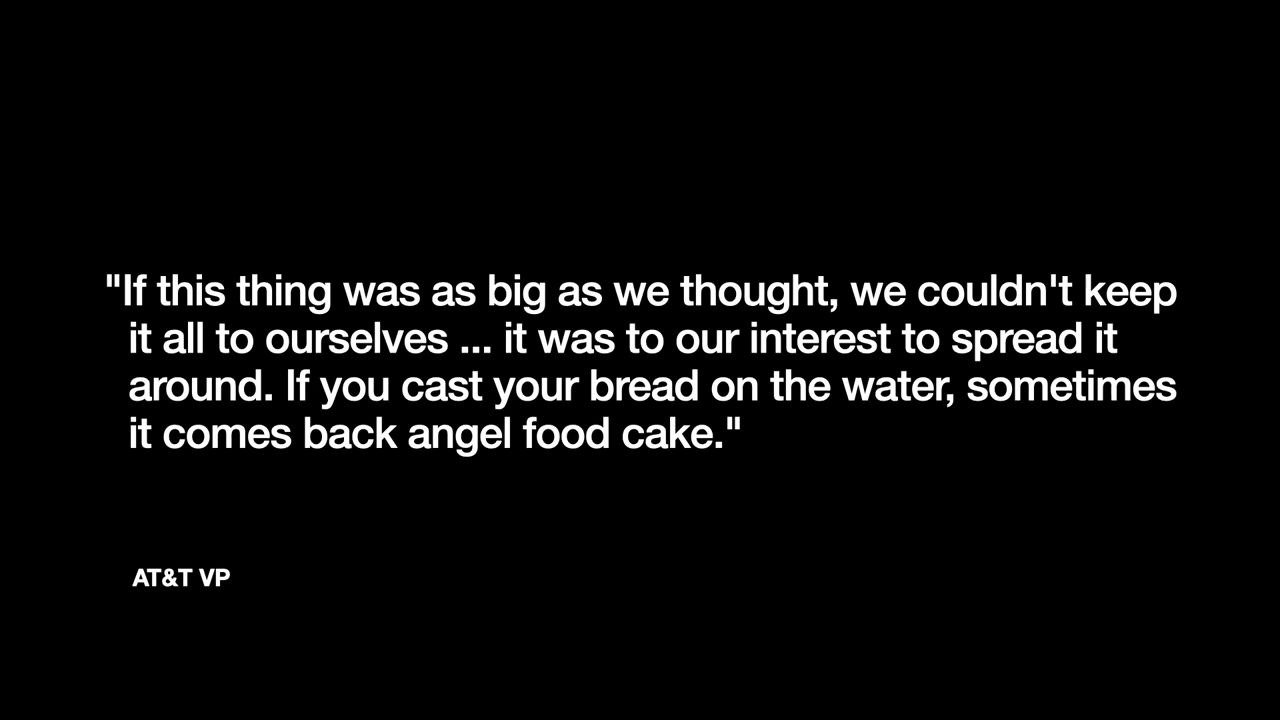 "If this thing was as big as we thought, we couldn't keep
it all to ourselves ... it was to our interest to spread it
around. If you cast your bread on the water, sometimes
it comes back angel food cake."
AT&T VP